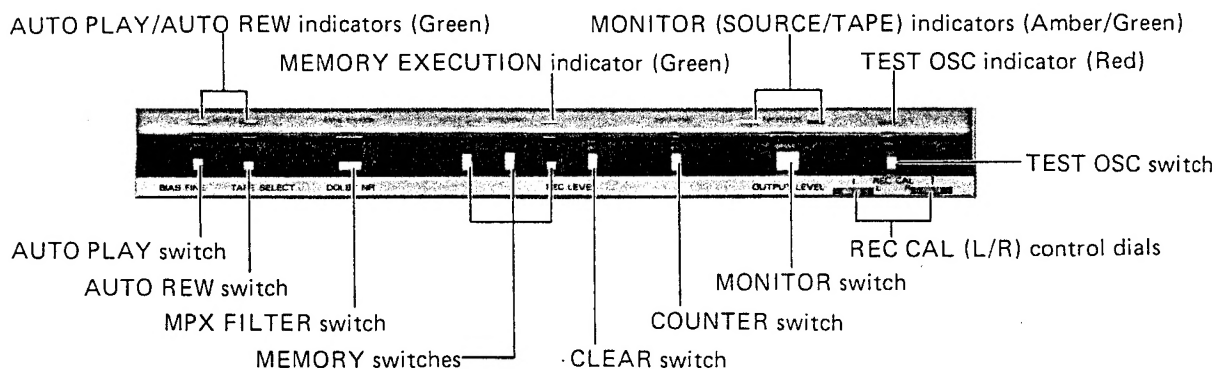 AUTO PLAY/AUTO REW indicators (Green)
MONITOR (SOURCE/TAPE) indicators (Amber/Green)
MEMORY EXECUTION indicator (Green)
TEST OSC indicator (Red)
TEST OSC switch
BIAS FINE
TAPE SELECT
DOLBY NR
REC LEVEL
OUTPUT LEVEL
REC CAL
L
R
AUTO PLAY switch
REC CAL (L/R) control dials
AUTO REW switch
MONITOR switch
MPX FILTER switch
COUNTER switch
MEMORY switches
CLEAR switch